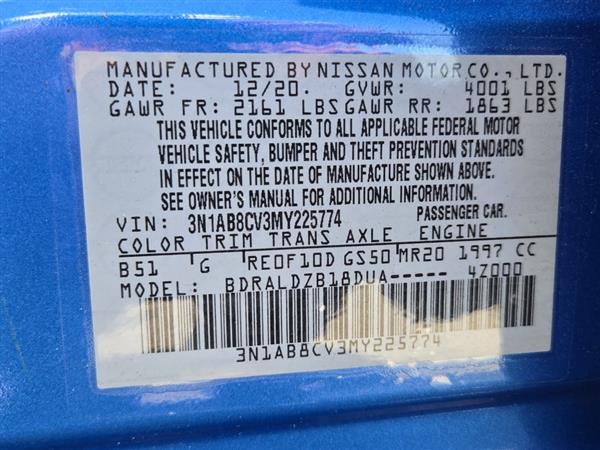 MANUFACTURED BY NISSAN MOTOR CO., LTD.
DATE: 12/20. GVWR: 4001 LBS
GAWR FR: 2161 LBS GAWR RR: 1863 LBS
THIS VEHICLE CONFORMS TO ALL APPLICABLE FEDERAL MOTOR
VEHICLE SAFETY, BUMPER AND THEFT PREVENTION STANDARDS
IN EFFECT ON THE DATE OF MANUFACTURE SHOWN ABOVE.
SEE OWNER'S MANUAL FOR ADDITIONAL INFORMATION.
VIN: 3N1AB8CV3MY225774 PASSENGER CAR.
COLOR TRIM TRANS AXLE ENGINE
B51 G RE0F10D GS50 MR20 1997 CC
MODEL: BDRALDZB18DUA----- 4Z000
3N1AB8CV3MY225774